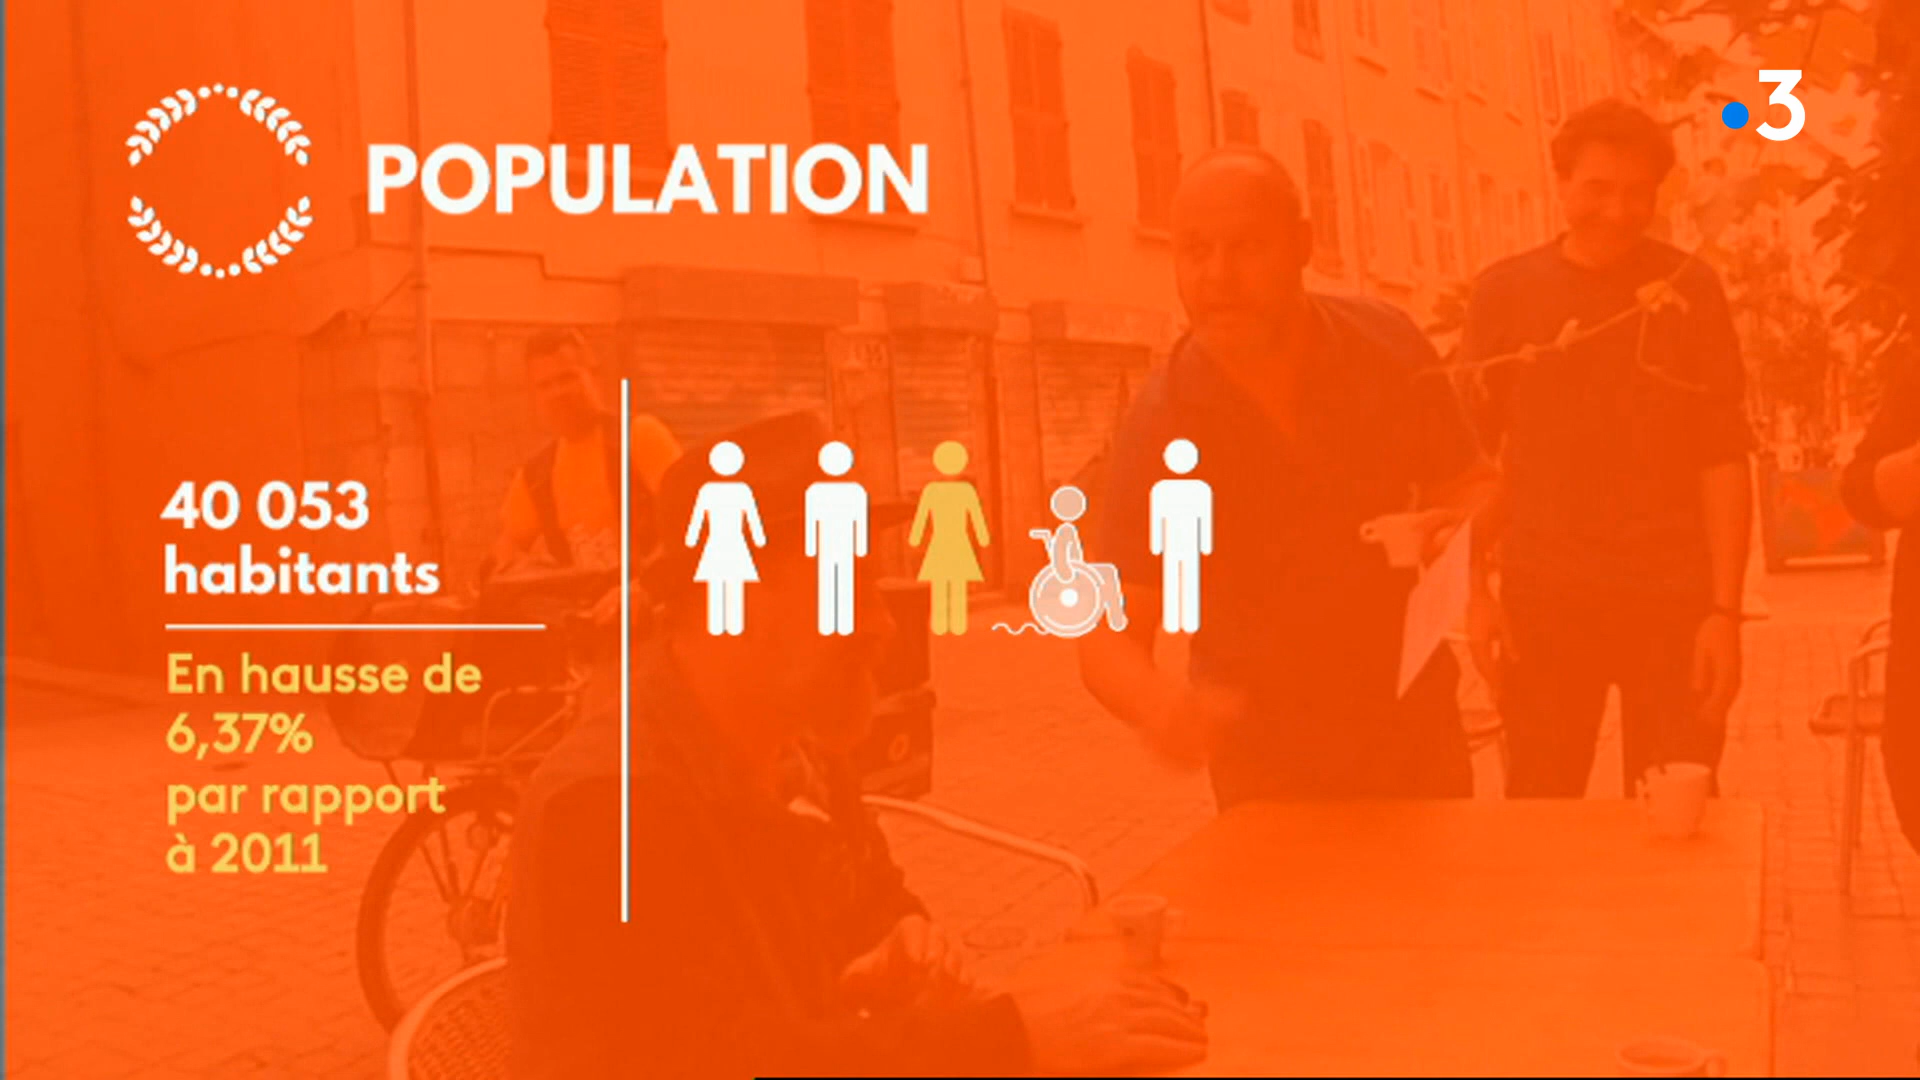 3
POPULATION
40 053
habitants
En hausse de
6,37%
par rapport
à 2011